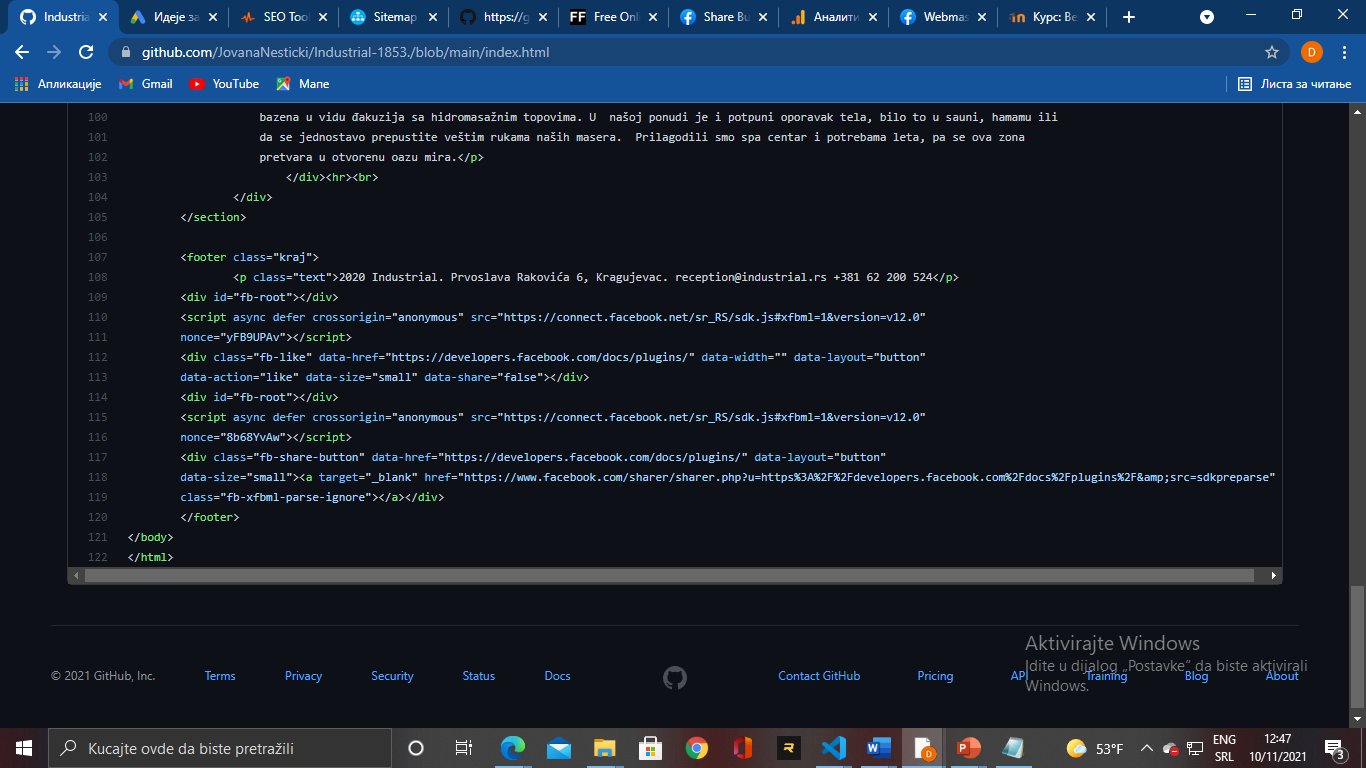 Industria
Идеје за
SEO Tool
Sitemap
https://g
Free Onl
Share Bu
Аналити
Webmas
Курс: Ве
github.com/JovanaNesticki/Industrial-1853./blob/main/index.html
D
Апликације
Gmail
YouTube
Мапе
Листа за читање
100 bazena u vidu đakuzija sa hidromasažnim topovima. U našoj ponudi je i potpuni oporavak tela, bilo to u sauni, hamamu ili
101 da se jednostavo prepustite veštim rukama naših masera. Prilagodili smo spa centar i potrebama leta, pa se ova zona
102 pretvara u otvorenu oazu mira.</p>
103 </div><hr><br>
104 </div>
105 </section>
106
107 <footer class="kraj">
108 <p class="text">2020 Industrial. Prvoslava Rakovića 6, Kragujevac. reception@industrial.rs +381 62 200 524</p>
109 <div id="fb-root"></div>
110 <script async defer crossorigin="anonymous" src="https://connect.facebook.net/sr_RS/sdk.js#xfbml=1&version=v12.0"
111 nonce="yFB9UPAv"></script>
112 <div class="fb-like" data-href="https://developers.facebook.com/docs/plugins/" data-width="" data-layout="button"
113 data-action="like" data-size="small" data-share="false"></div>
114 <div id="fb-root"></div>
115 <script async defer crossorigin="anonymous" src="https://connect.facebook.net/sr_RS/sdk.js#xfbml=1&version=v12.0"
116 nonce="8b68YvAw"></script>
117 <div class="fb-share-button" data-href="https://developers.facebook.com/docs/plugins/" data-layout="button"
118 data-size="small"><a target="_blank" href="https://www.facebook.com/sharer/sharer.php?u=https%3A%2F%2Fdevelopers.facebook.com%2Fdocs%2Fplugins%2F&amp;src=sdkpreparse"
119 class="fb-xfbml-parse-ignore"></a></div>
120 </footer>
121 </body>
122 </html>
Aktivirajte Windows
Idite u dijalog „Postavke“ da biste aktivirali
Windows.
© 2021 GitHub, Inc.
Terms
Privacy
Security
Status
Docs
Contact GitHub
Pricing
API
Training
Blog
About
Kucajte ovde da biste pretražili
53°F
ENG
SRL
12:47
10/11/2021
3